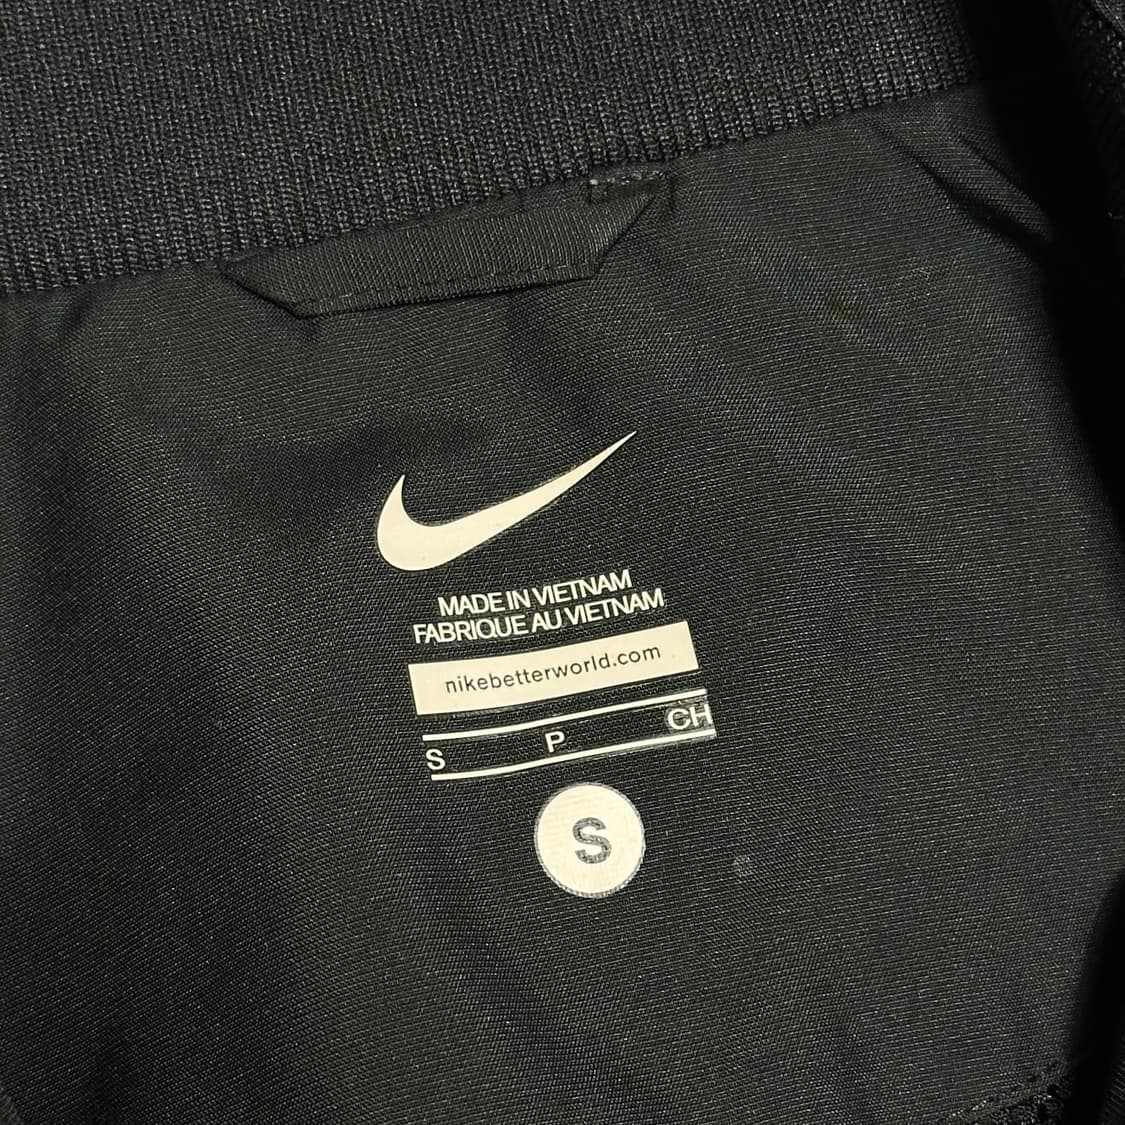 MADE IN VIETNAM
FABRIQUE AU VIETNAM
nikebetterworld.com
S P CH
S